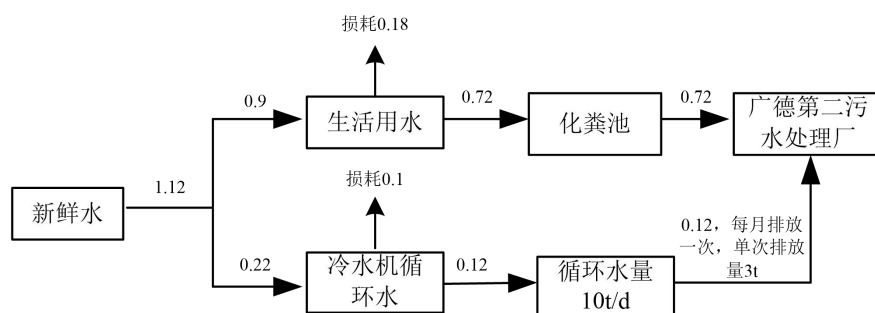 损耗0.18
0.9
生活用水
0.72
化粪池
0.72
广德第二污
水处理厂
新鲜水
1.12
损耗0.1
0.22
冷水机循
环水
0.12
循环水量
10t/d
0.12，每月排放
一次，单次排放
量3t